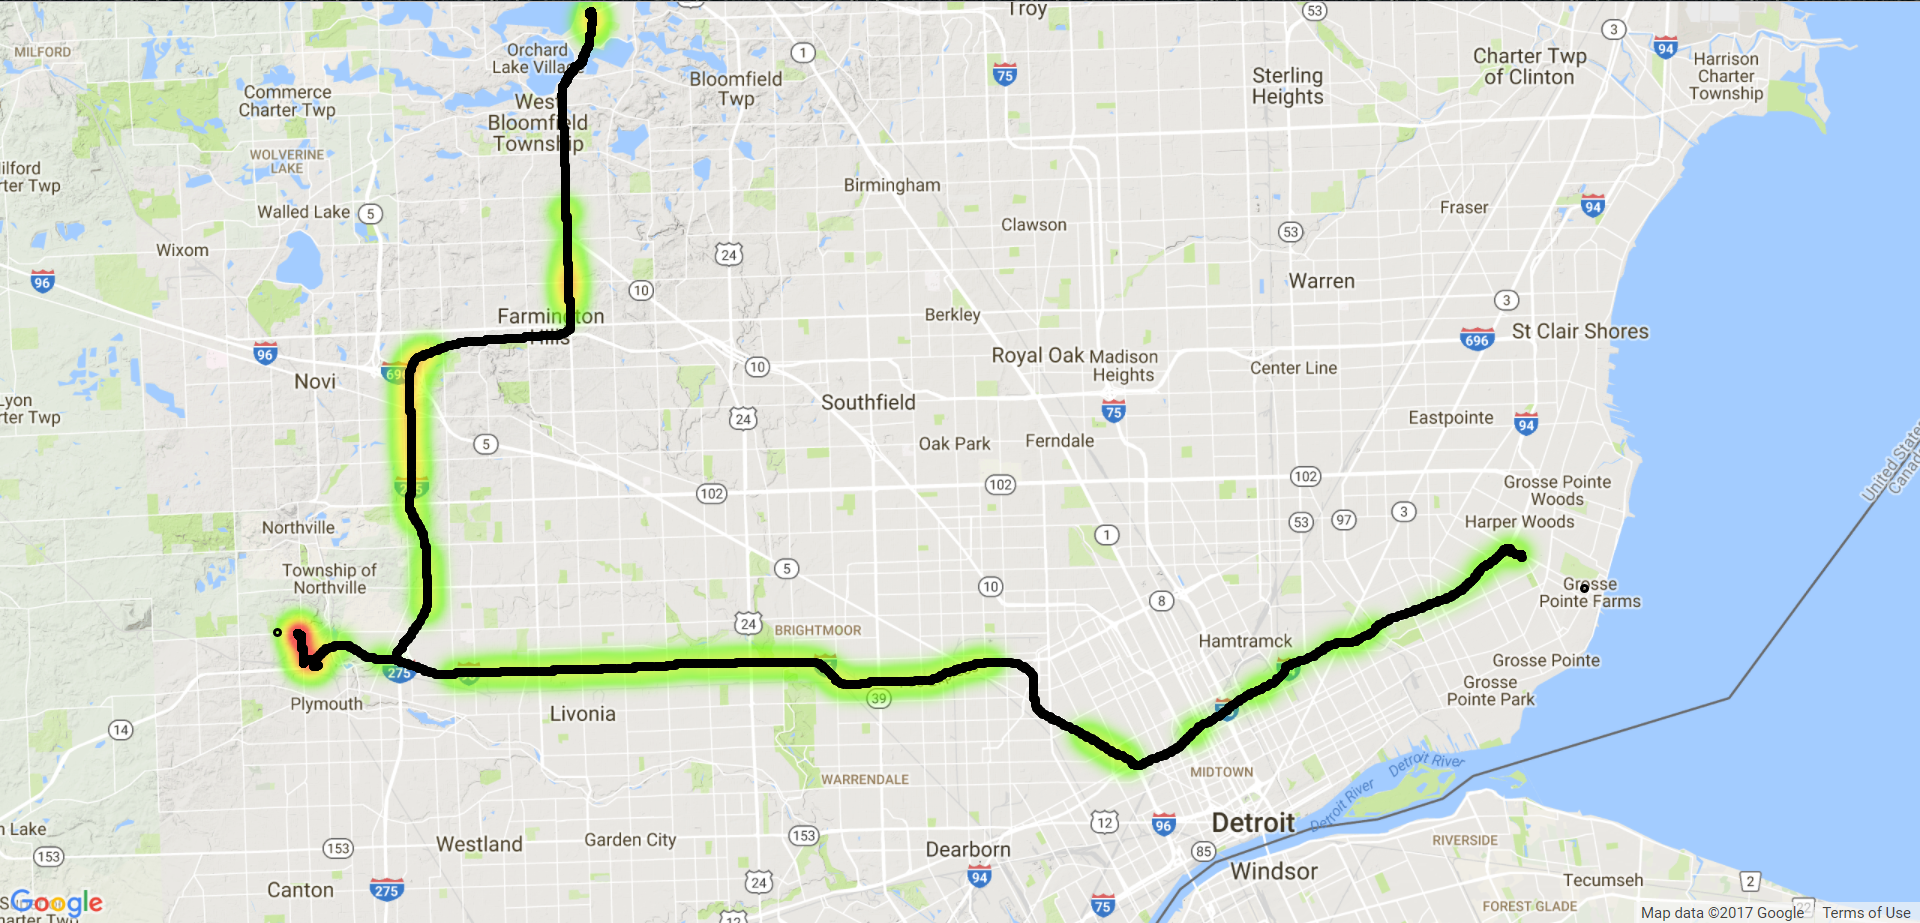 Troy
53
3
MILFORD
Orchard
Lake Village
1
94
Charter Twp
of Clinton
Harrison
Charter
Township
75
Sterling
Heights
Bloomfield
Twp
Commerce
Charter Twp
West
Bloomfield
Township
WOLVERINE
LAKE
ilford
rter Twp
Birmingham
Walled Lake
5
94
Fraser
Clawson
53
Wixom
24
96
10
Warren
3
Farmington
Hills
Berkley
St Clair Shores
696
96
Royal Oak
Madison
Heights
10
Center Line
696
Novi
Lyon
rter Twp
Southfield
24
75
Eastpointe
94
5
Oak Park
Ferndale
United States
Canada
102
102
102
275
Grosse Pointe
Woods
Northville
53
97
3
Harper Woods
1
Township of
Northville
5
10
8
Grosse
Pointe Farms
24
BRIGHTMOOR
Hamtramck
Grosse Pointe
275
Plymouth
39
Grosse
Pointe Park
Livonia
14
WARRENDALE
MIDTOWN
Detroit River
Detroit River
n Lake
153
153
Westland
Garden City
153
12
96
Detroit
RIVERSIDE
Dearborn
85
Windsor
Canton
275
24
94
75
Tecumseh
2
Google
harter Twp
12
FOREST GLADE
22
Map data ©2017 Google
Terms of Use